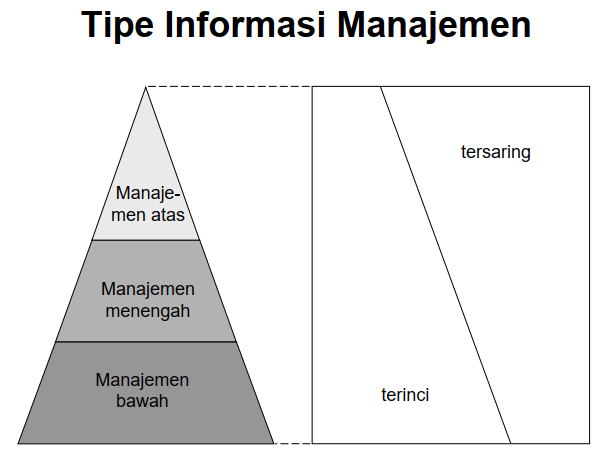 Tipe Informasi Manajemen
tersaring
Manaje-
men atas
Manajemen
menengah
Manajemen
bawah
terinci